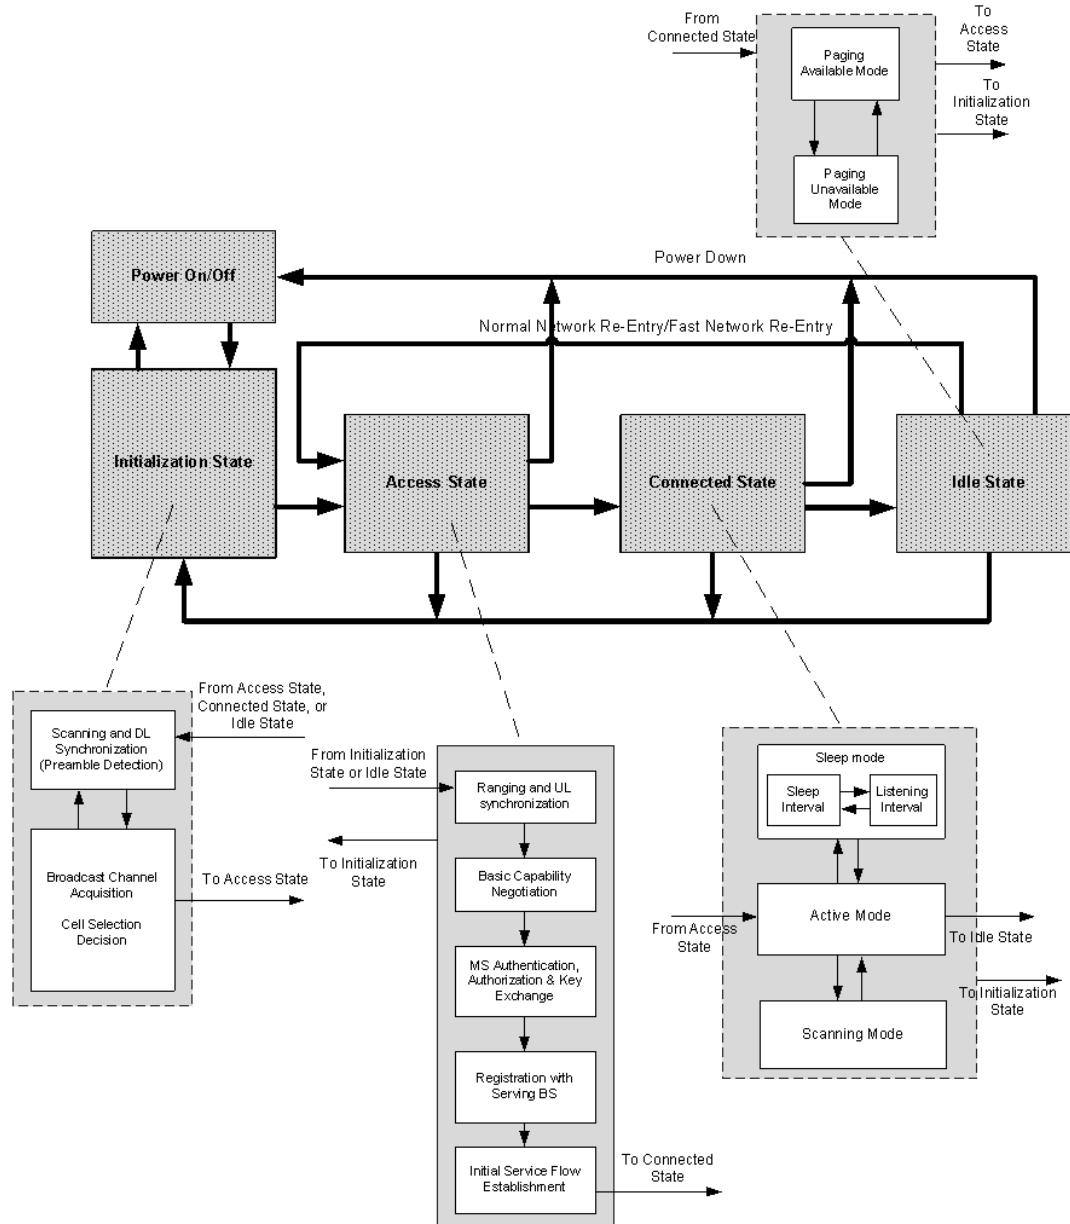 From
Connected State
Paging
Available Mode
To
Access
State
To
Initialization
State
Paging
Unavailable
Mode
Power On/Off
Power Down
Normal Network Re-Entry/Fast Network Re-Entry
Initialization State
Access State
Connected State
Idle State
From Access State,
Connected State, or
Idle State
Scanning and DL
Synchronization
(Preamble Detection)
Broadcast Channel
Acquisition
Cell Selection
Decision
To Access State
From Initialization
State or Idle State
To Initialization
State
Ranging and UL
synchronization
Basic Capability
Negotiation
MS Authentication,
Authorization & Key
Exchange
Registration with
Serving BS
Initial Service Flow
Establishment
To Connected
State
Sleep mode
Sleep
Interval
Listening
Interval
Active Mode
From Access
State
To Idle State
To Initialization
State
Scanning Mode